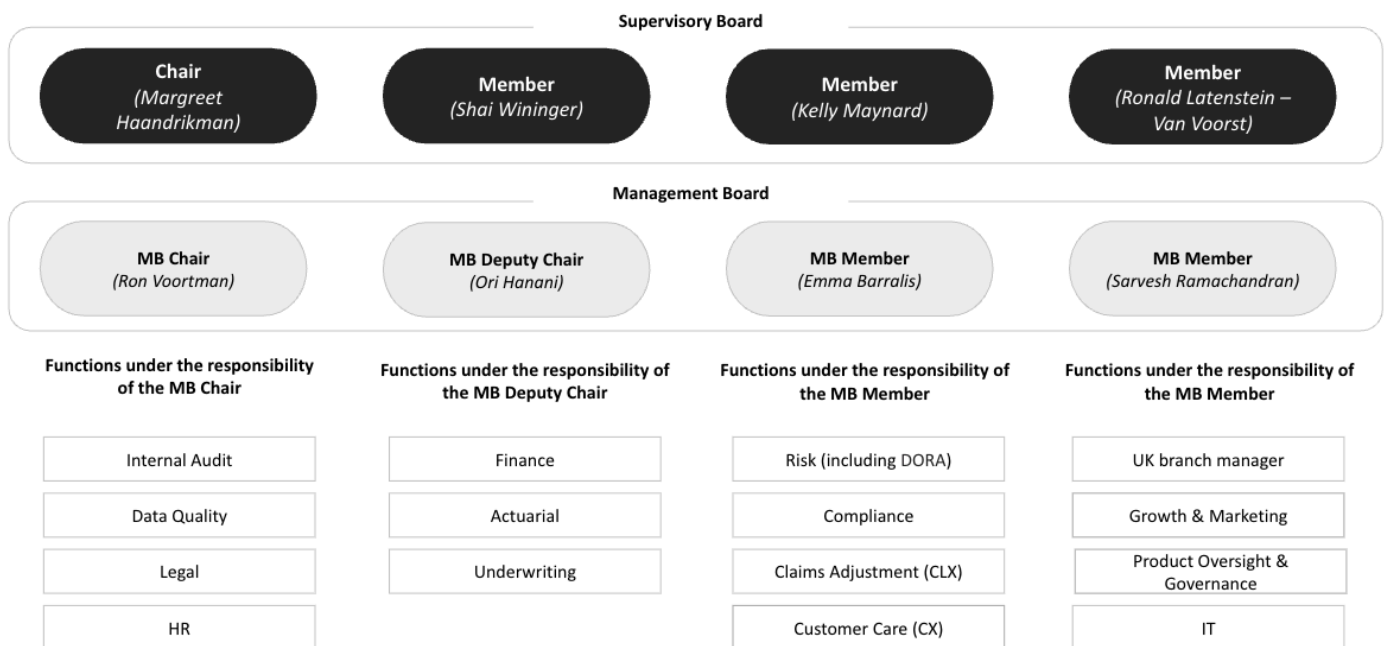 Supervisory Board
Chair
(Margreet
Haandrikman)
Member
(Shai Wininger)
Member
(Kelly Maynard)
Member
(Ronald Latenstein –
Van Voorst)
Management Board
MB Chair
(Ron Voortman)
MB Deputy Chair
(Ori Hanani)
MB Member
(Emma Barralis)
MB Member
(Sarvesh Ramachandran)
Functions under the responsibility
of the MB Chair
Internal Audit
Data Quality
Legal
HR
Functions under the responsibility of
the MB Deputy Chair
Finance
Actuarial
Underwriting
Functions under the responsibility of
the MB Member
Risk (including DORA)
Compliance
Claims Adjustment (CLX)
Customer Care (CX)
Functions under the responsibility of
the MB Member
UK branch manager
Growth & Marketing
Product Oversight &
Governance
IT